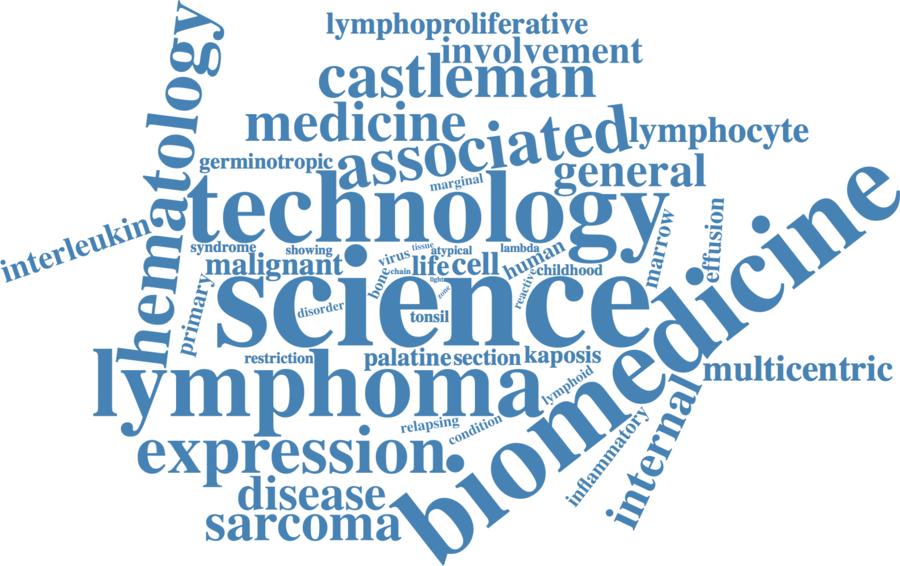 lymphoproliferative
involvement
castleman
medicine
associated
lymphocyte
hematology
germinotropic
marginal
general
technology
biomedicine
interleukin
syndrome
showing
virus
tissue
atypical
lambda
human
marrow
effusion
malignant
bone
chain
life
cell
reactive
childhood
light
zone
primary
science
disorder
tonsil
restriction
palatine
section
kaposis
multicentric
lymphoma
lymphoid
relapsing
condition
internal
inflammatory
expression
.
disease
sarcoma